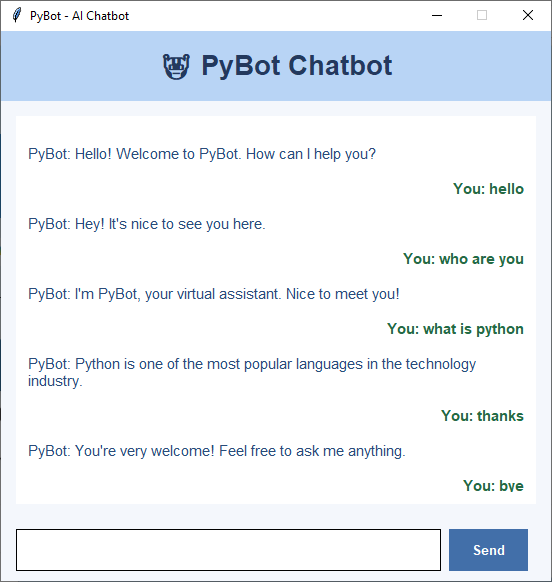 PyBot - AI Chatbot
PyBot Chatbot
PyBot: Hello! Welcome to PyBot. How can I help you?
You: hello
PyBot: Hey! It's nice to see you here.
You: who are you
PyBot: I'm PyBot, your virtual assistant. Nice to meet you!
You: what is python
PyBot: Python is one of the most popular languages in the technology
industry.
You: thanks
PyBot: You're very welcome! Feel free to ask me anything.
You: bye
Send